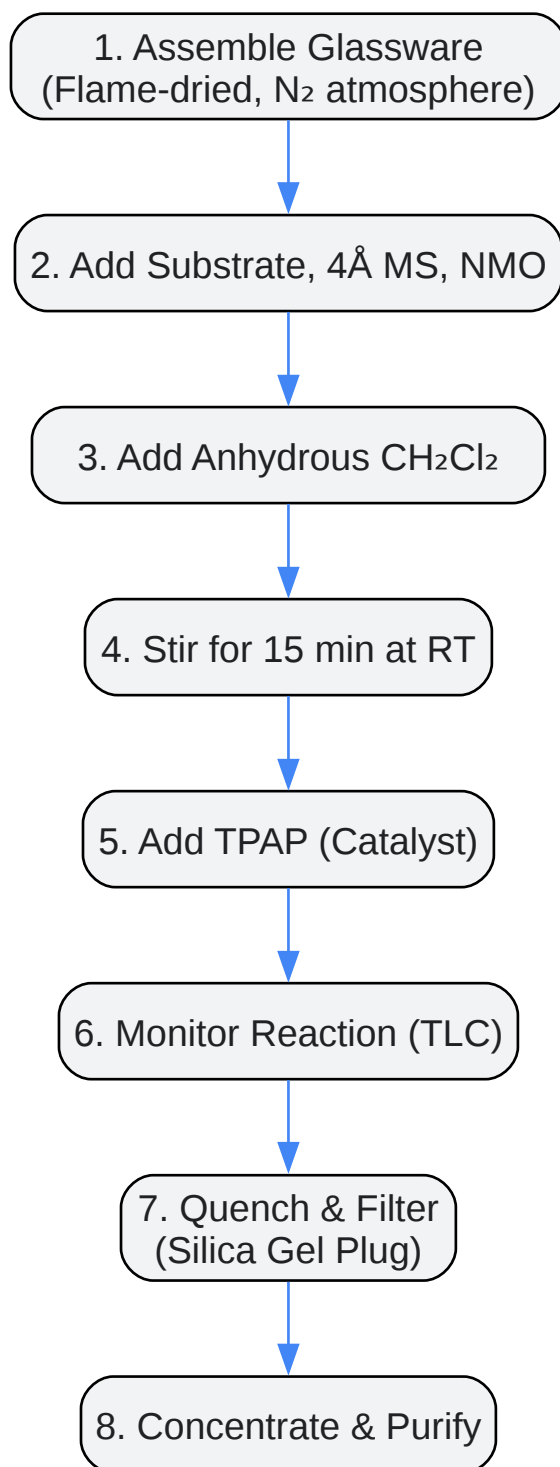 1. Assemble Glassware
(Flame-dried, N₂ atmosphere)
2. Add Substrate, 4Å MS, NMO
3. Add Anhydrous CH₂Cl₂
4. Stir for 15 min at RT
5. Add TPAP (Catalyst)
6. Monitor Reaction (TLC)
7. Quench & Filter
(Silica Gel Plug)
8. Concentrate & Purify